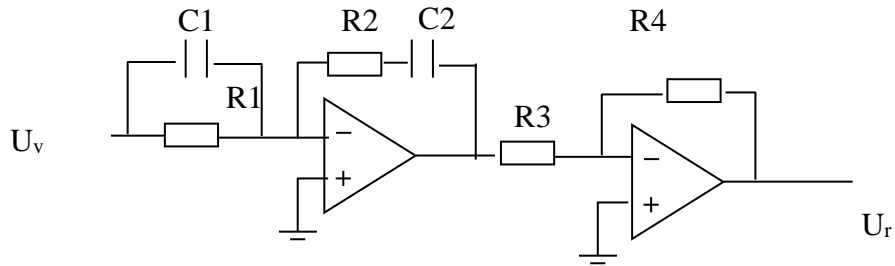 C1 R2 C2 R4
R1
R3
Uᵥ
− −
+ +
Uᵣ